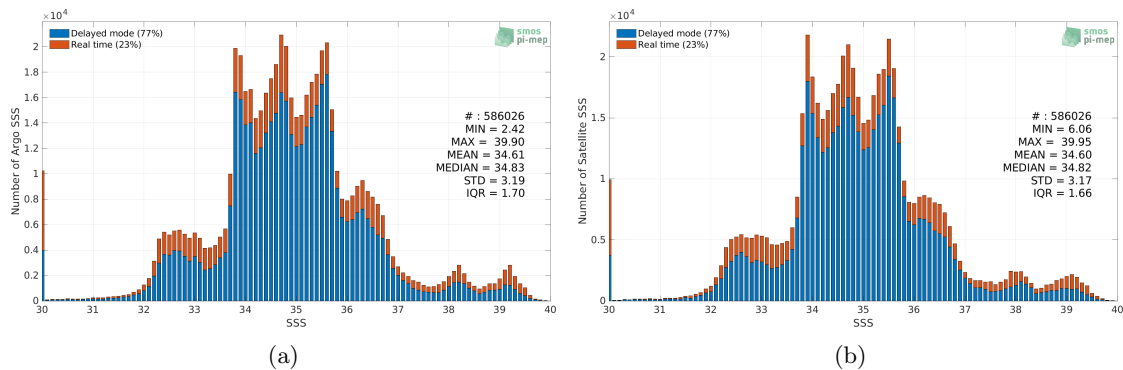 ×10⁴
Delayed mode (77%)
Real time (23%)
smos
pi-mep
2
1.8
1.6
1.4
1.2
1
0.8
0.6
0.4
0.2
0
Number of Argo SSS
# : 586026
MIN = 2.42
MAX = 39.90
MEAN = 34.61
MEDIAN = 34.83
STD = 3.19
IQR = 1.70
30 31 32 33 34 35 36 37 38 39 40
SSS
(a)
×10⁴
Delayed mode (77%)
Real time (23%)
smos
pi-mep
2
1.5
1
0.5
0
Number of Satellite SSS
# : 586026
MIN = 6.06
MAX = 39.95
MEAN = 34.60
MEDIAN = 34.82
STD = 3.17
IQR = 1.66
30 31 32 33 34 35 36 37 38 39 40
SSS
(b)